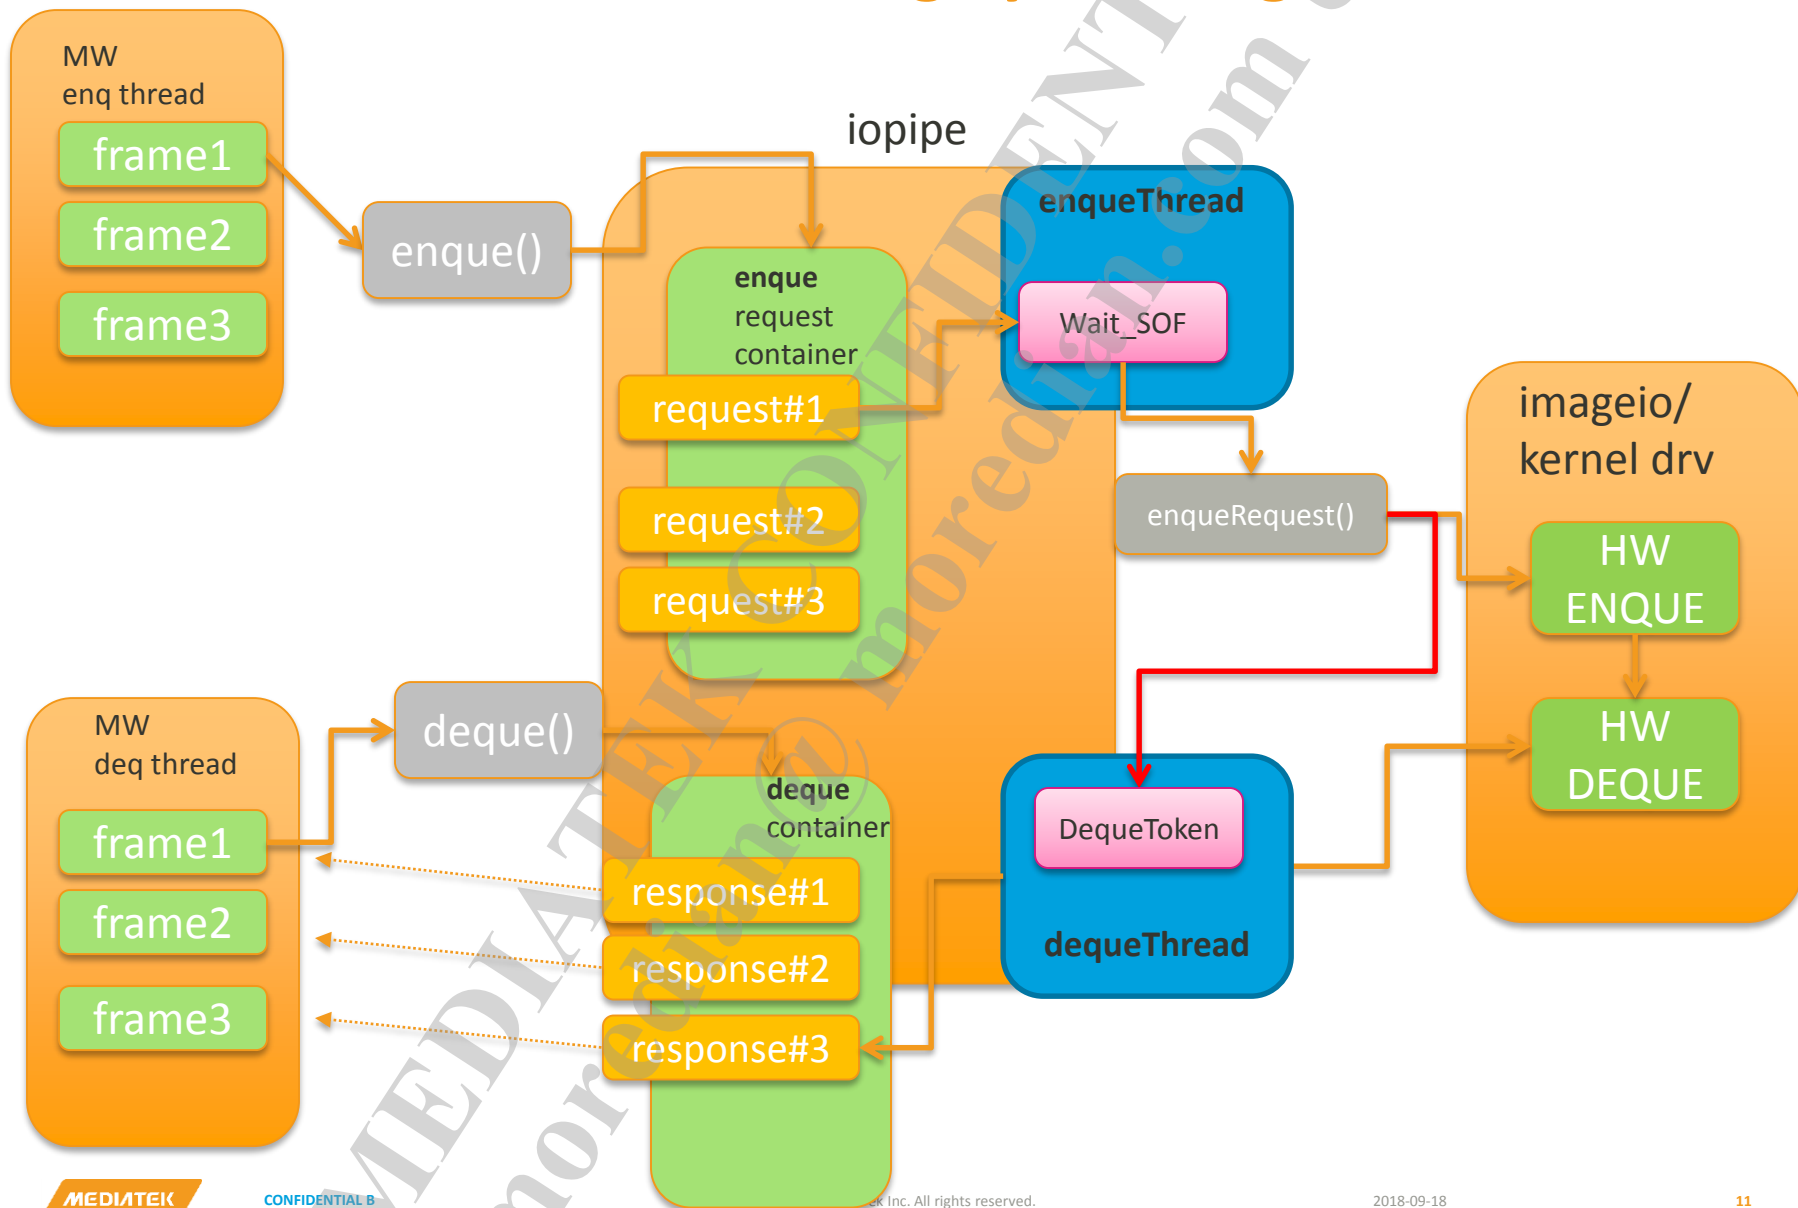 MW
enq thread
frame1
frame2
frame3
enque()
iopipe
enque
request
container
request#1
request#2
request#3
enqueThread
Wait_SOF
enqueRequest()
imageio/
kernel drv
HW
ENQUE
HW
DEQUE
MW
deq thread
frame1
frame2
frame3
deque()
deque
container
response#1
response#2
response#3
DequeToken
dequeThread
MEDIATEK
CONFIDENTIAL B
Inc. All rights reserved.
2018-09-18
11